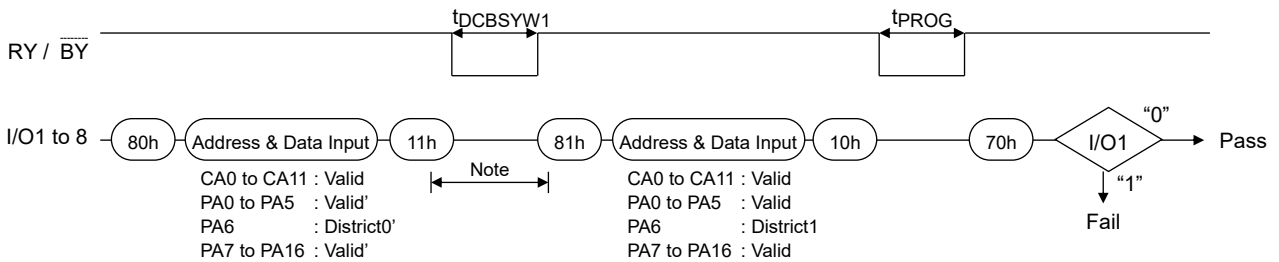 tDCBSYW1
tPROG
RY / BY
I/O1 to 8
80h
Address & Data Input
11h
81h
Address & Data Input
10h
70h
I/O1
“0”
Pass
“1”
Fail
Note
CA0 to CA11 : Valid
PA0 to PA5 : Valid’
PA6 : District0’
PA7 to PA16 : Valid’
CA0 to CA11 : Valid
PA0 to PA5 : Valid
PA6 : District1
PA7 to PA16 : Valid